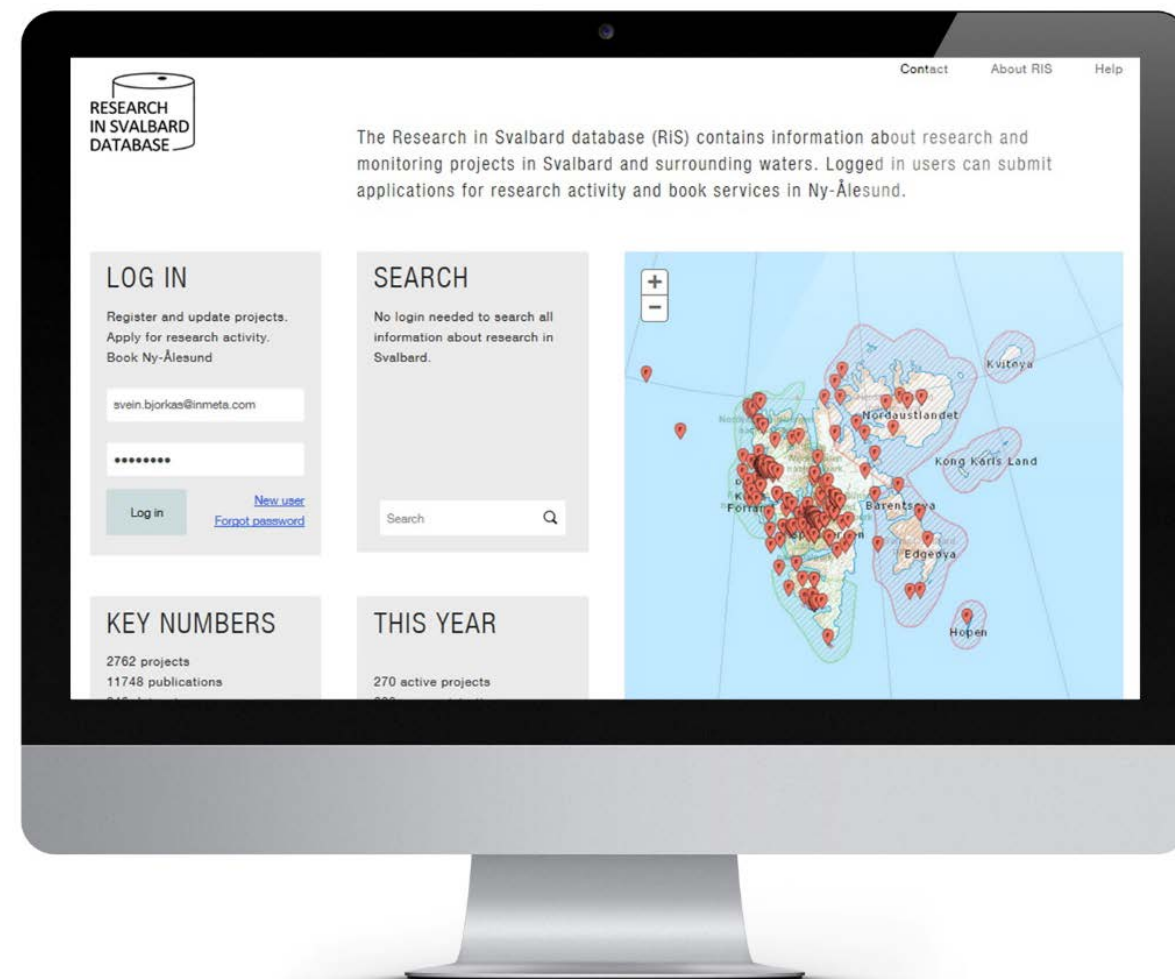 RESEARCH
IN SVALBARD
DATABASE
Contact About RIS Help
The Research in Svalbard database (RiS) contains information about research and
monitoring projects in Svalbard and surrounding waters. Logged in users can submit
applications for research activity and book services in Ny-Ålesund.
LOG IN
Register and update projects.
Apply for research activity.
Book Ny-Ålesund
svein.bjorkas@inmeta.com
••••••••
Log in
New user
Forgot password
SEARCH
No login needed to search all
information about research in
Svalbard.
Search
+
−
Kvitøya
Nordaustlandet
Kong Karls Land
Barentsøya
Edgeøya
Hopen
KEY NUMBERS
2762 projects
11748 publications
THIS YEAR
270 active projects